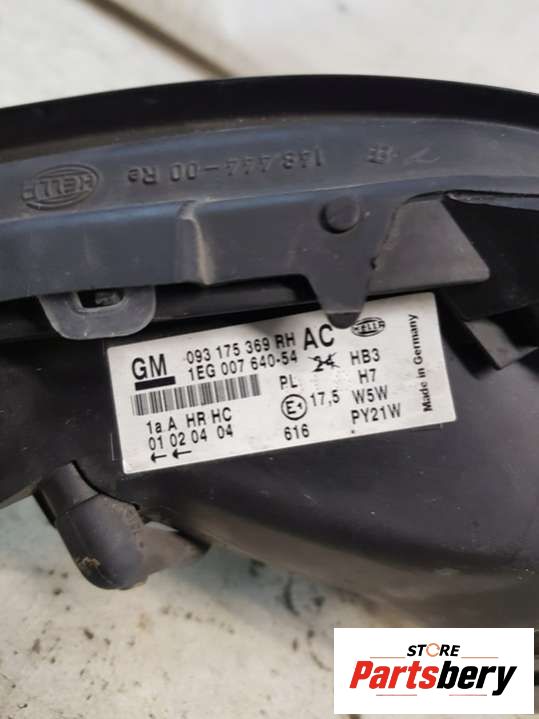 HELLA 148 444-00 Re
GM 093 175 369 RH AC HELLA
1EG 007 640-54 24 HB3
PL H7
E1 17,5 W5W
1a A HR HC
01 02 04 04 616 PY21W
←←
Made in Germany
STORE
Partsbery